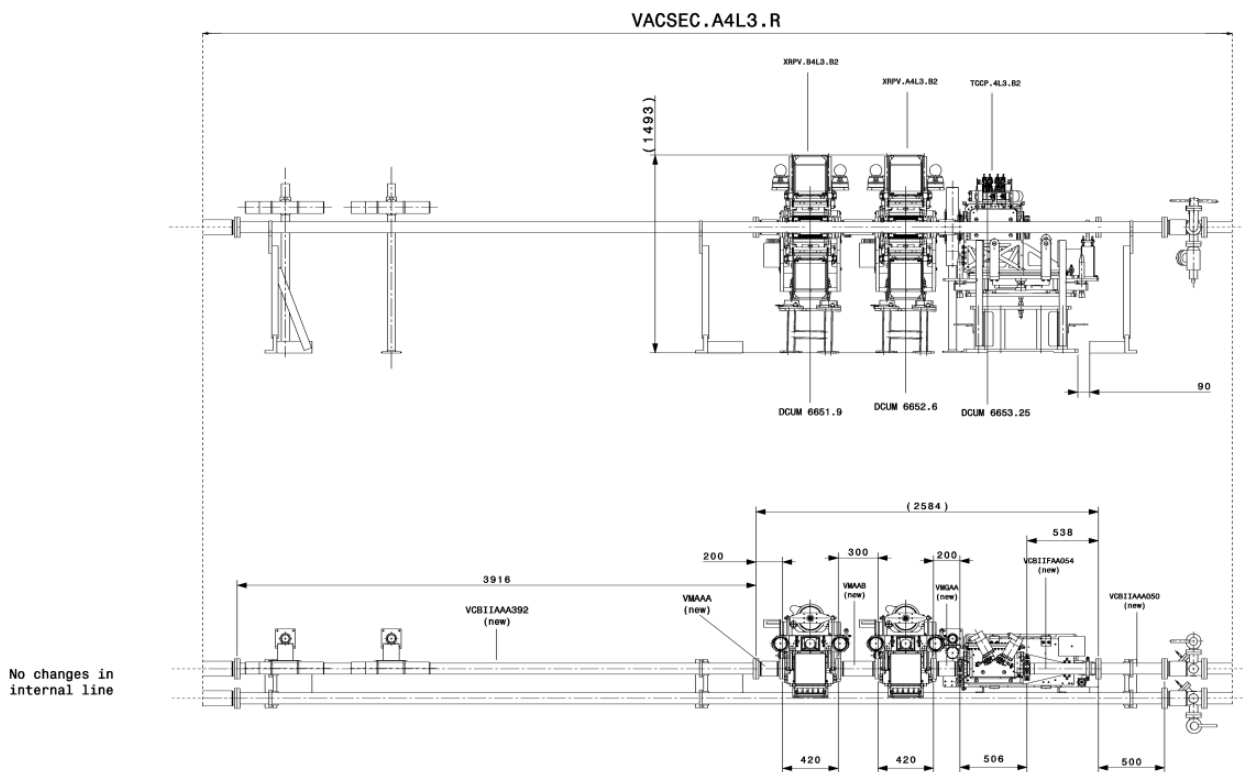 VACSEC.A4L3.R
XRPV.B4L3.B2
XRPV.A4L3.B2
TCCP.4L3.B2
(1493)
90
DCUM 6651.9
DCUM 6652.6
DCUM 6653.25
(2584)
538
200
300
200
VCBIIFAA054
(new)
3916
VMAAB
(new)
VMGAA
(new)
VMAAA
(new)
VCBIIAAA050
(new)
VCBIIAAA392
(new)
No changes in
internal line
420
420
506
500